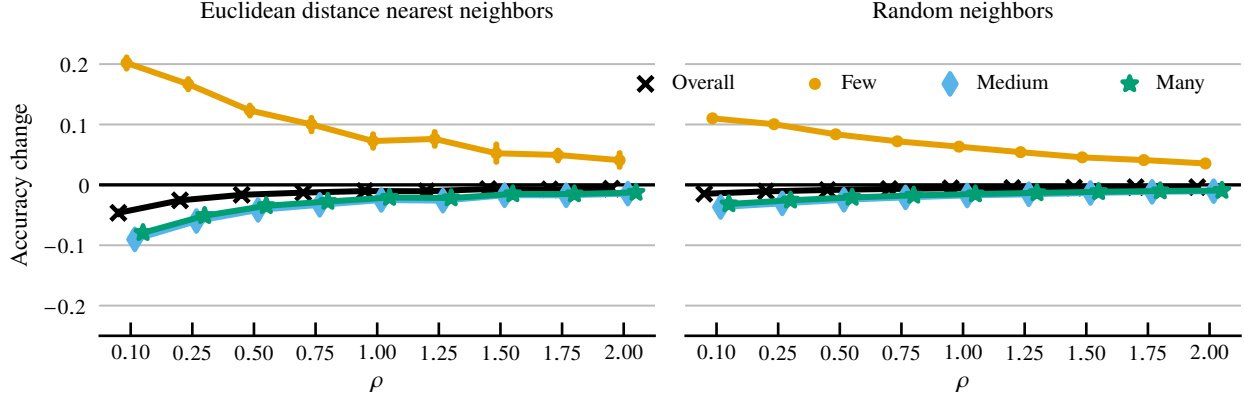 Euclidean distance nearest neighbors
Random neighbors
Accuracy change
0.2
0.1
0
−0.1
−0.2
Overall
Few
Medium
Many
0.10 0.25 0.50 0.75 1.00 1.25 1.50 1.75 2.00
ρ
0.10 0.25 0.50 0.75 1.00 1.25 1.50 1.75 2.00
ρ